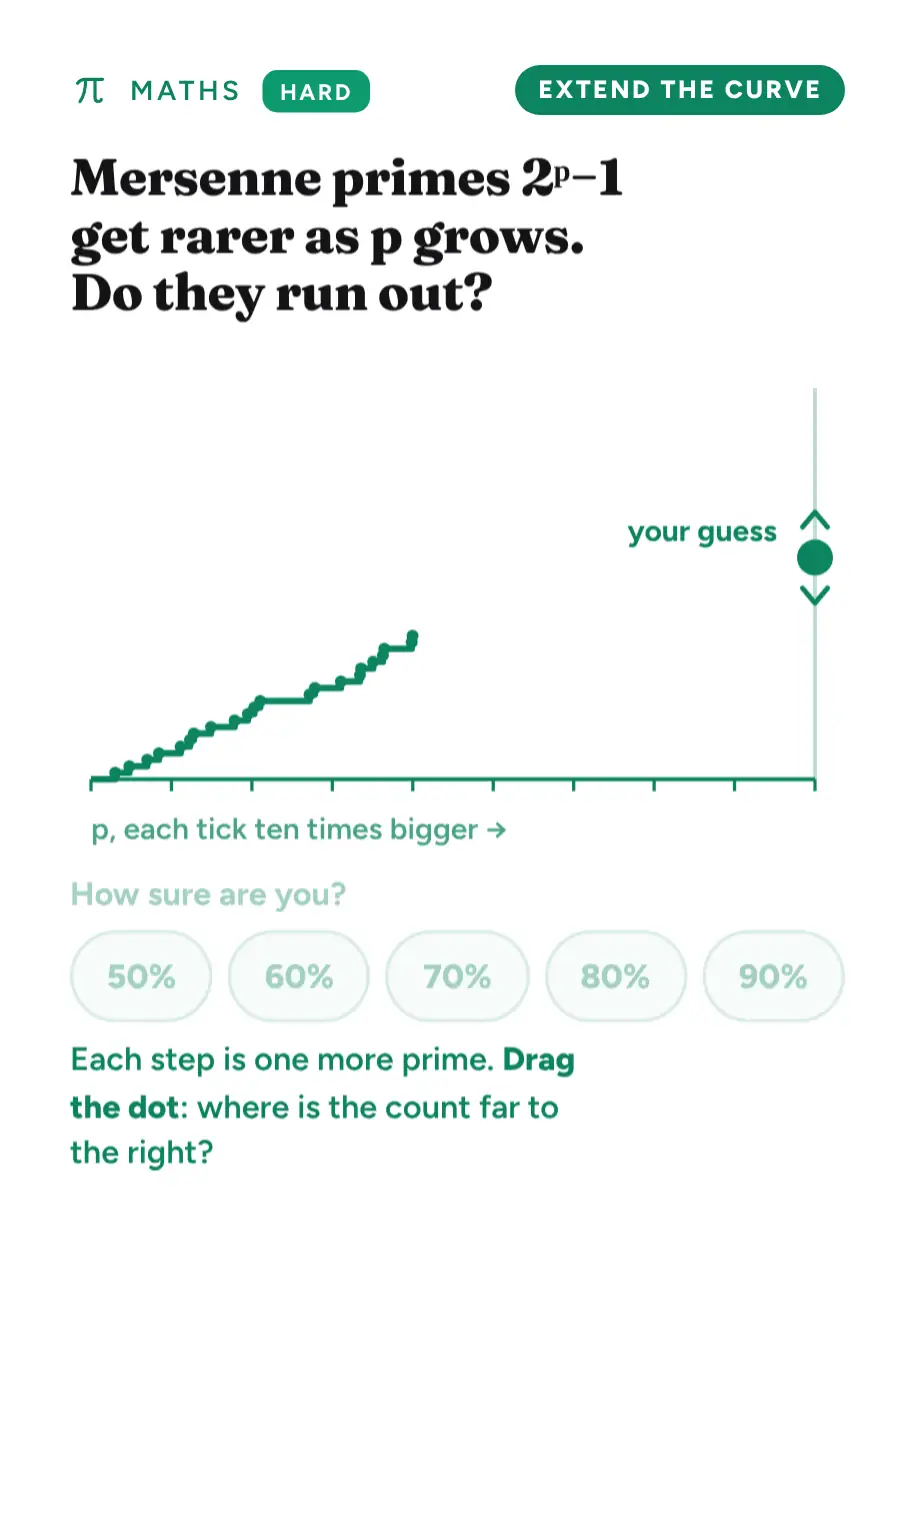 π MATHS HARD EXTEND THE CURVE
Mersenne primes 2ᵖ−1
get rarer as p grows.
Do they run out?
your guess
p, each tick ten times bigger →
How sure are you?
50% 60% 70% 80% 90%
Each step is one more prime. Drag
the dot: where is the count far to
the right?